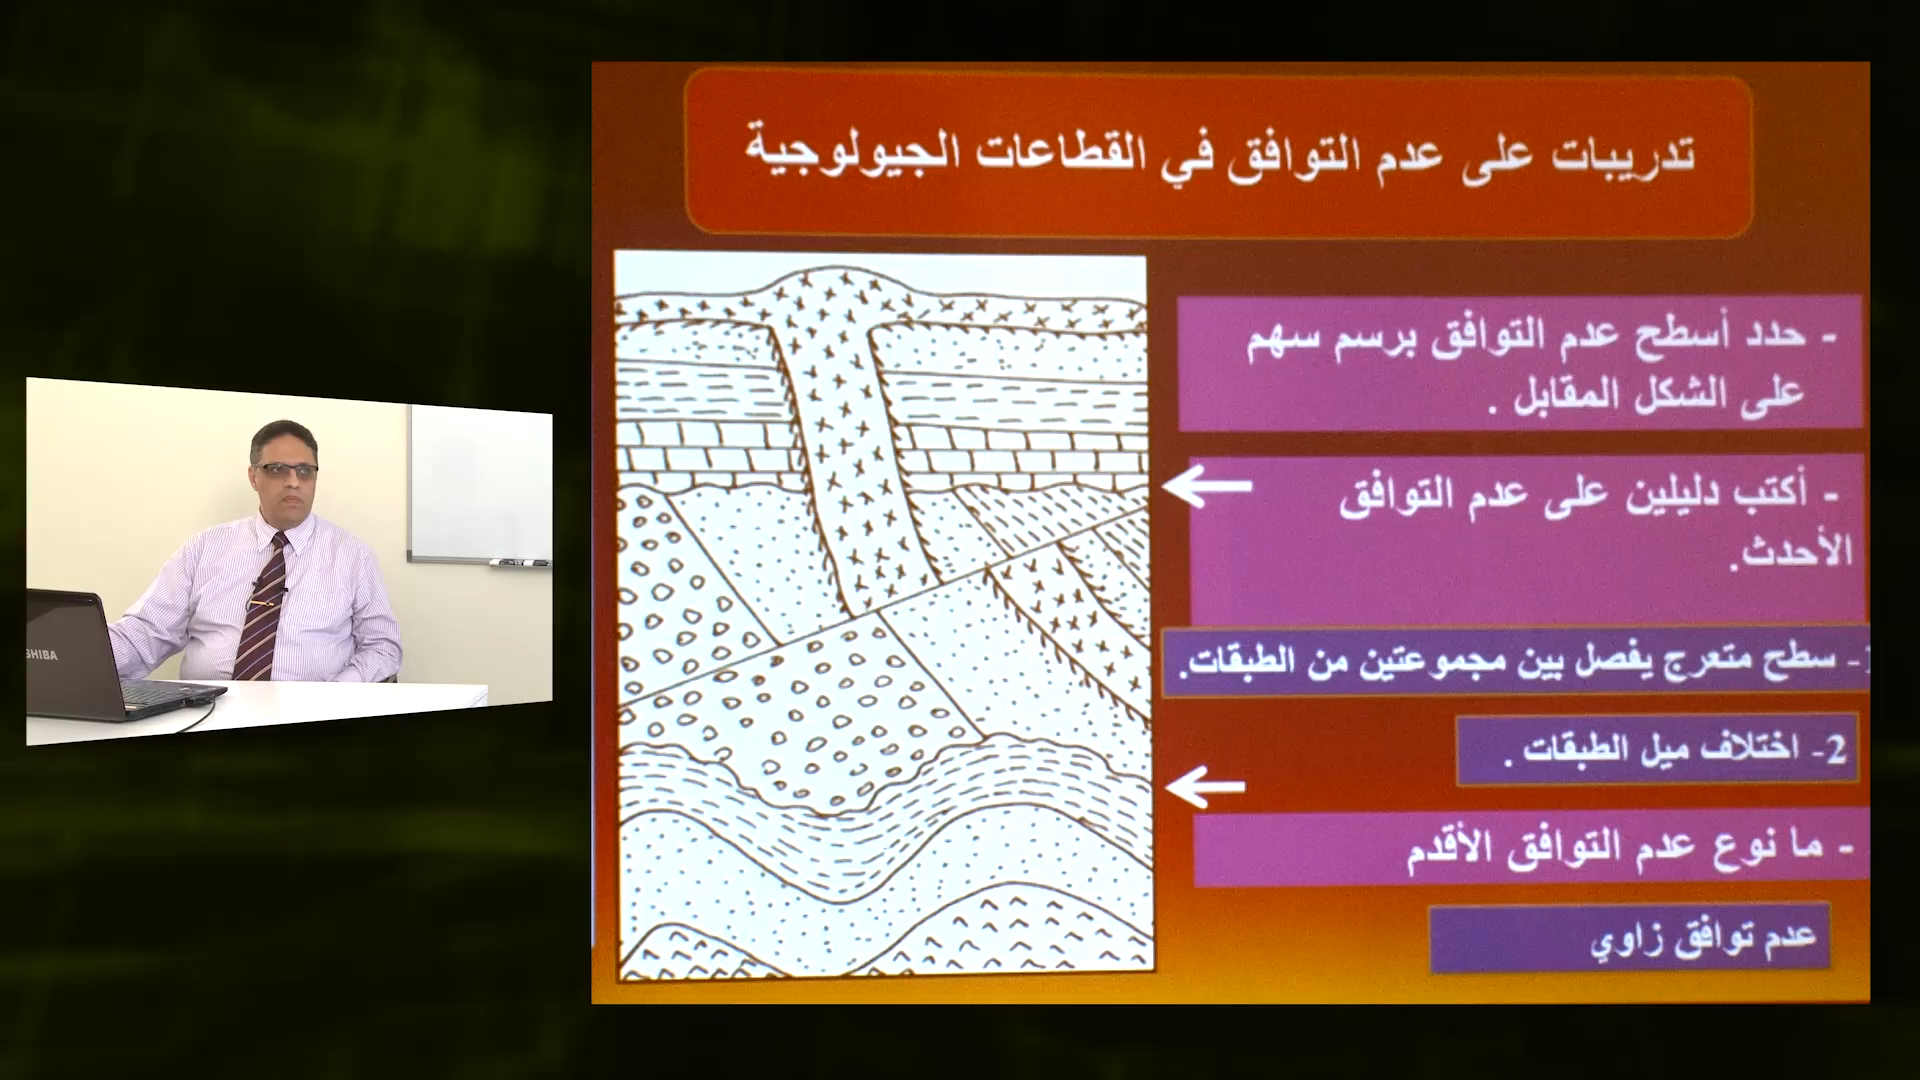 تدريبات على عدم التوافق في القطاعات الجيولوجية
- حدد أسطح عدم التوافق برسم سهم
على الشكل المقابل .
- أكتب دليلين على عدم التوافق
الأحدث.
1- سطح متعرج يفصل بين مجموعتين من الطبقات.
2- اختلاف ميل الطبقات .
- ما نوع عدم التوافق الأقدم
عدم توافق زاوي
SHIBA